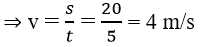 ⇒ v = s/t = 20/5 = 4 m/s